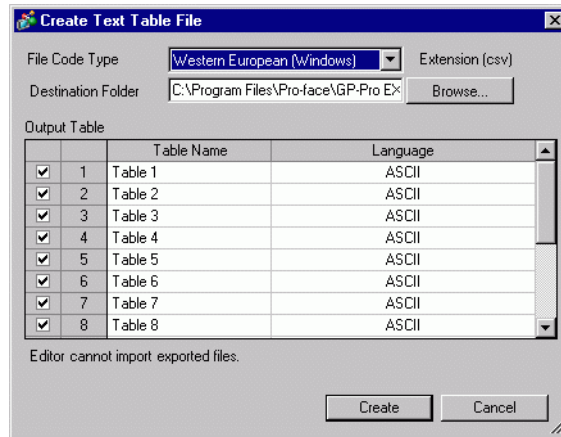 Create Text Table File
File Code Type Western European (Windows) Extension (csv)
Destination Folder C:\Program Files\Pro-face\GP-Pro EX Browse...
Output Table
Table Name Language
1 Table 1 ASCII
2 Table 2 ASCII
3 Table 3 ASCII
4 Table 4 ASCII
5 Table 5 ASCII
6 Table 6 ASCII
7 Table 7 ASCII
8 Table 8 ASCII
Editor cannot import exported files.
Create Cancel